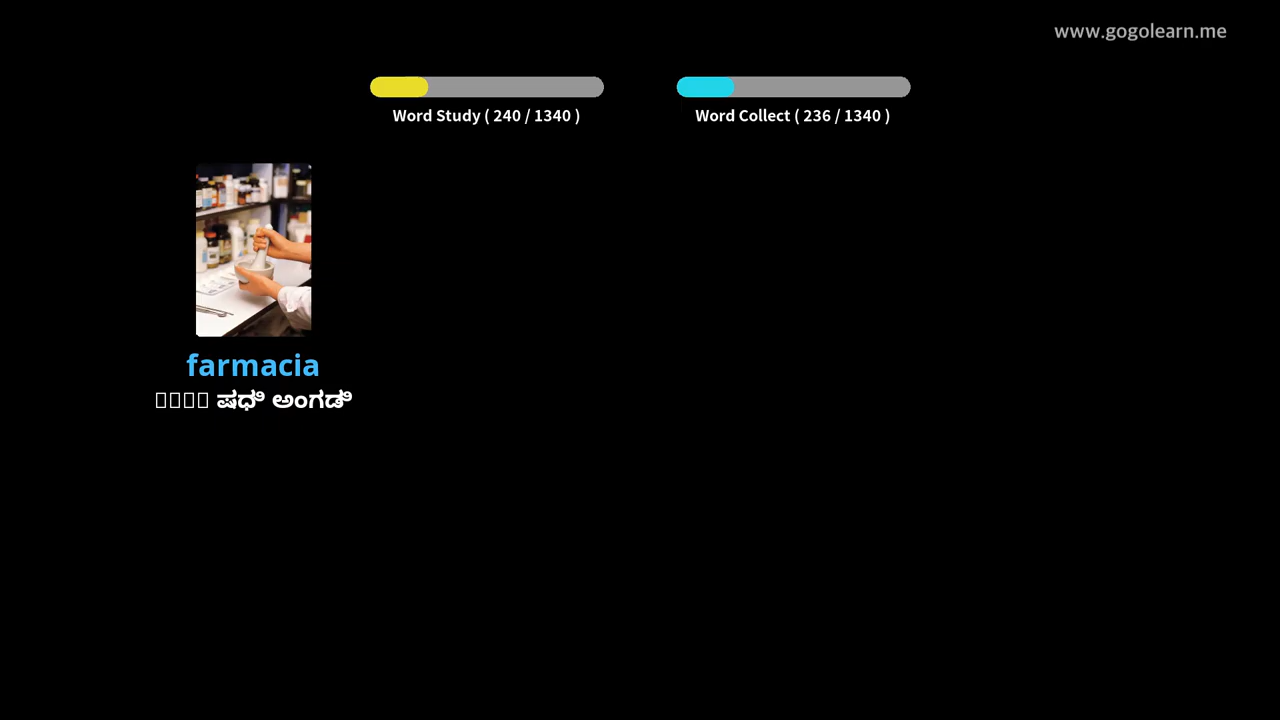 www.gogolearn.me
Word Study ( 240 / 1340 )
Word Collect ( 236 / 1340 )
farmacia
ಷಧಿ ಅಂಗಡಿ